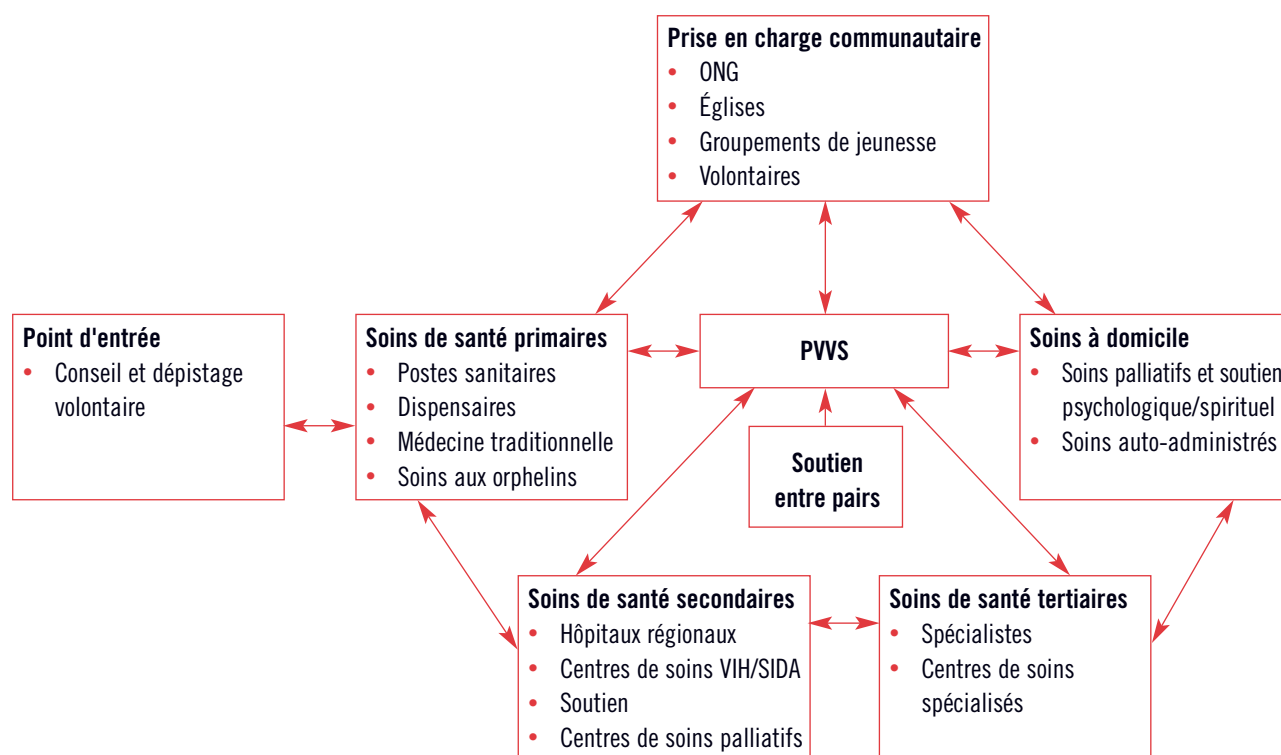 Prise en charge communautaire
• ONG
• Églises
• Groupements de jeunesse
• Volontaires
Point d'entrée
• Conseil et dépistage
volontaire
Soins de santé primaires
• Postes sanitaires
• Dispensaires
• Médecine traditionnelle
• Soins aux orphelins
PVVS
Soutien
entre pairs
Soins à domicile
• Soins palliatifs et soutien
psychologique/spirituel
• Soins auto-administrés
Soins de santé secondaires
• Hôpitaux régionaux
• Centres de soins VIH/SIDA
• Soutien
• Centres de soins palliatifs
Soins de santé tertiaires
• Spécialistes
• Centres de soins
spécialisés